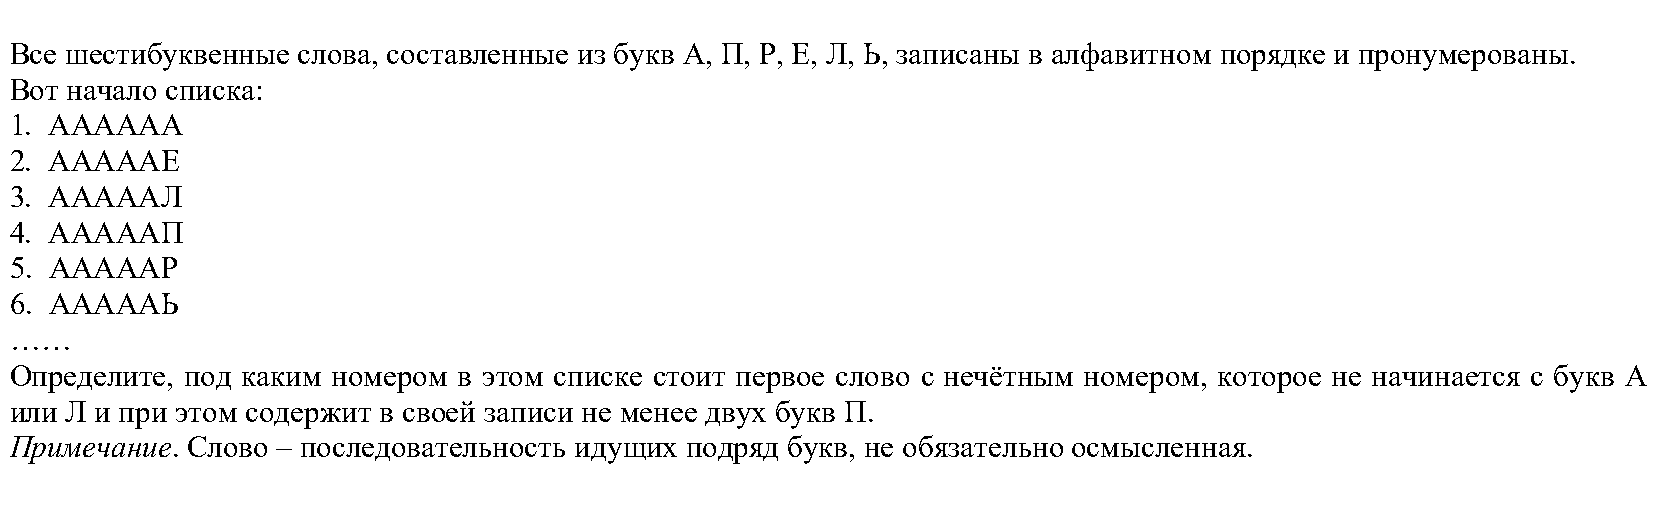 Все шестибуквенные слова, составленные из букв А, П, Р, Е, Л, Ь, записаны в алфавитном порядке и пронумерованы.
Вот начало списка:
1. АААААА
2. АААААЕ
3. АААААЛ
4. АААААП
5. АААААР
6. АААААЬ
……
Определите, под каким номером в этом списке стоит первое слово с нечётным номером, которое не начинается с букв А
или Л и при этом содержит в своей записи не менее двух букв П.
Примечание. Слово – последовательность идущих подряд букв, не обязательно осмысленная.